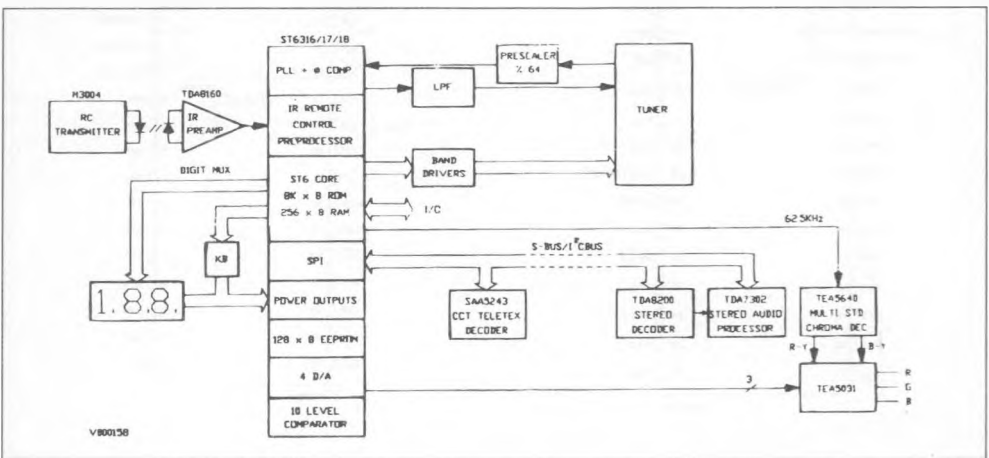 ST6316/17/18
PLL + Ø COMP
IR REMOTE
CONTROL
PREPROCESSOR
ST6 CORE
8K x 8 ROM
256 x 8 RAM
SPI
POWER OUTPUTS
128 x 8 EEPROM
4 D/A
10 LEVEL
COMPARATOR
M3004
RC
TRANSMITTER
TDA8160
IR
PREAMP
DIGIT MUX
KB
1.8.8.
PRESCALER
% 64
LPF
TUNER
BAND
DRIVERS
I/O
62.5KHz
S-BUS/I²CBUS
SAA5243
CCT TELETEX
DECODER
TDA8200
STEREO
DECODER
TDA7302
STEREO AUDIO
PROCESSOR
TEA5640
MULTI STD
CHROMA DEC
R-Y
B-Y
3
TEA5031
R
G
B
V000158